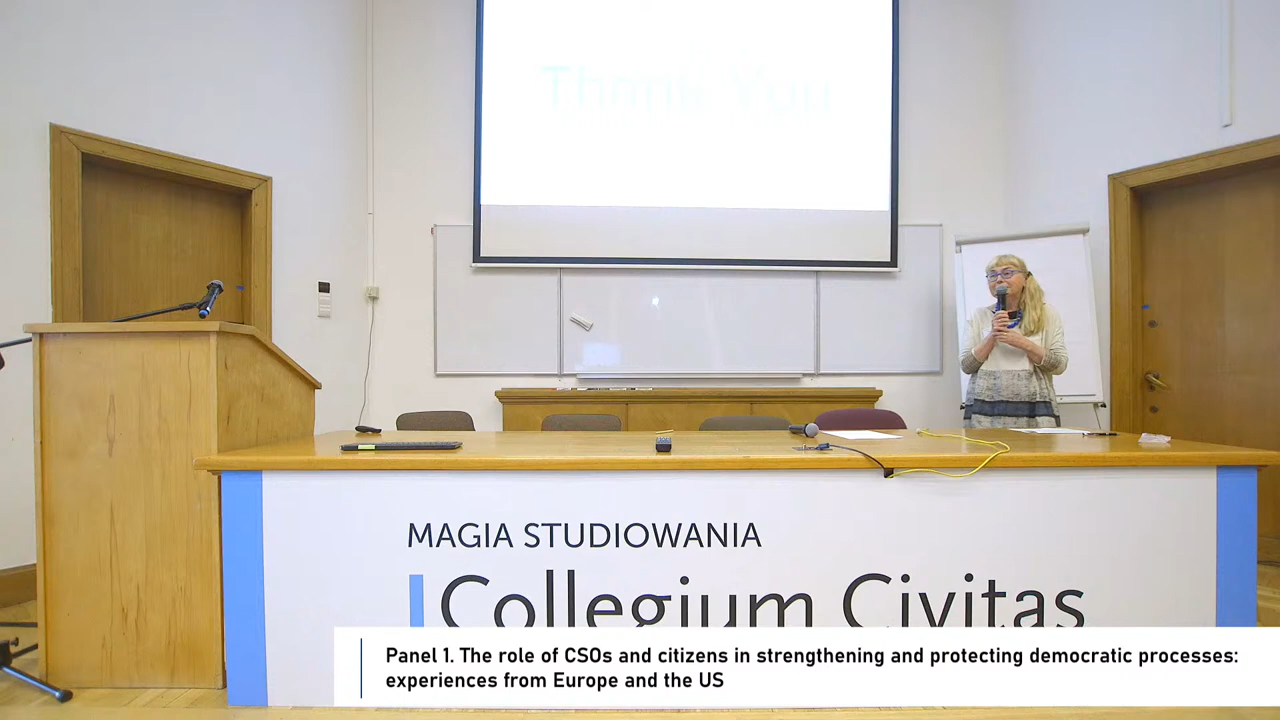 Thank You
MAGIA STUDIOWANIA
Collegium Civitas
Panel 1. The role of CSOs and citizens in strengthening and protecting democratic processes:
experiences from Europe and the US